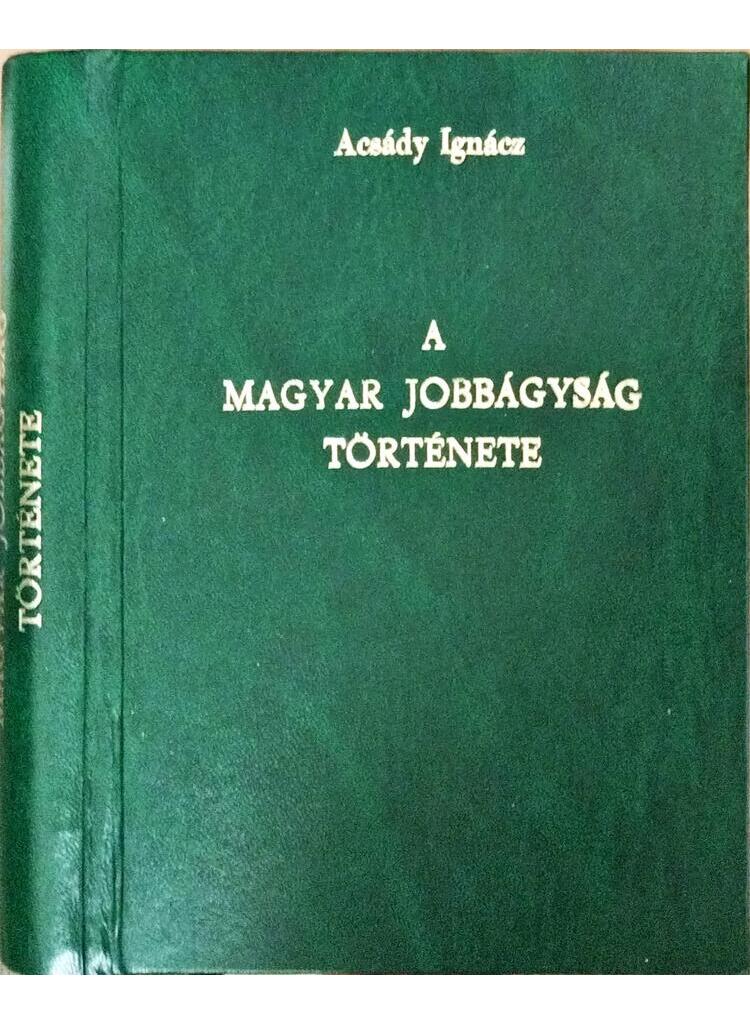 Acsády Ignácz
A
MAGYAR JOBBÁGYSÁG
TÖRTÉNETE
TÖRTÉNETE